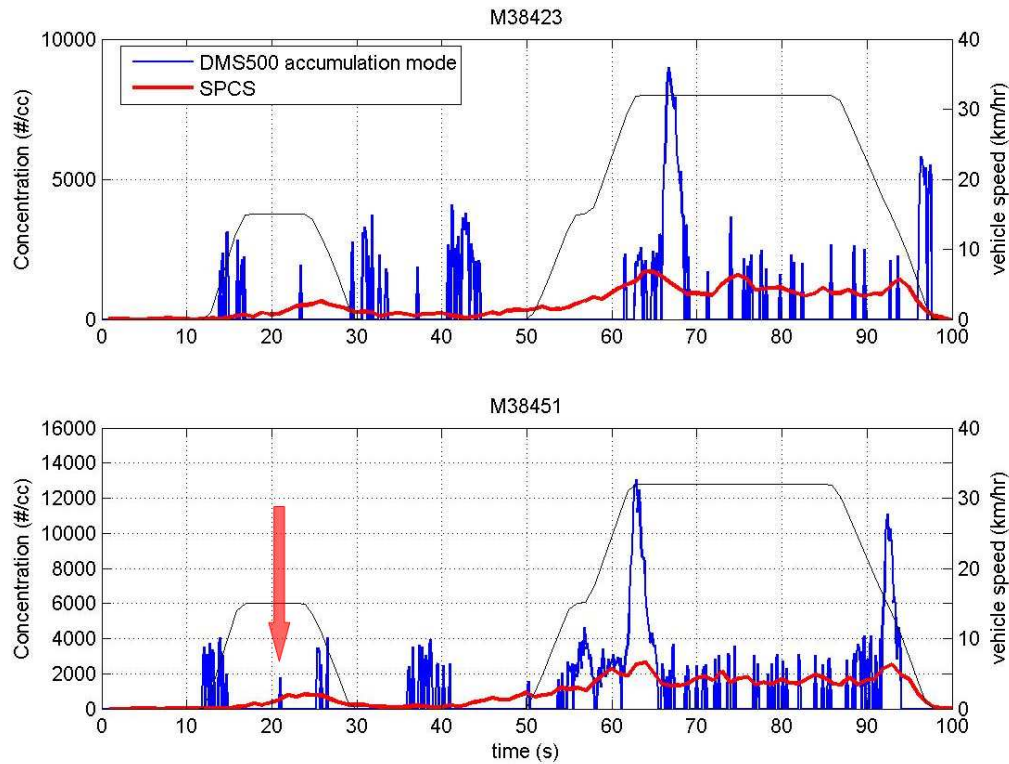 M38423
DMS500 accumulation mode
SPCS
Concentration (#/cc)
10000
5000
0
vehicle speed (km/hr)
40
30
20
10
0
0 10 20 30 40 50 60 70 80 90 100
M38451
Concentration (#/cc)
16000
14000
12000
10000
8000
6000
4000
2000
0
vehicle speed (km/hr)
40
30
20
10
0
0 10 20 30 40 50 60 70 80 90 100
time (s)